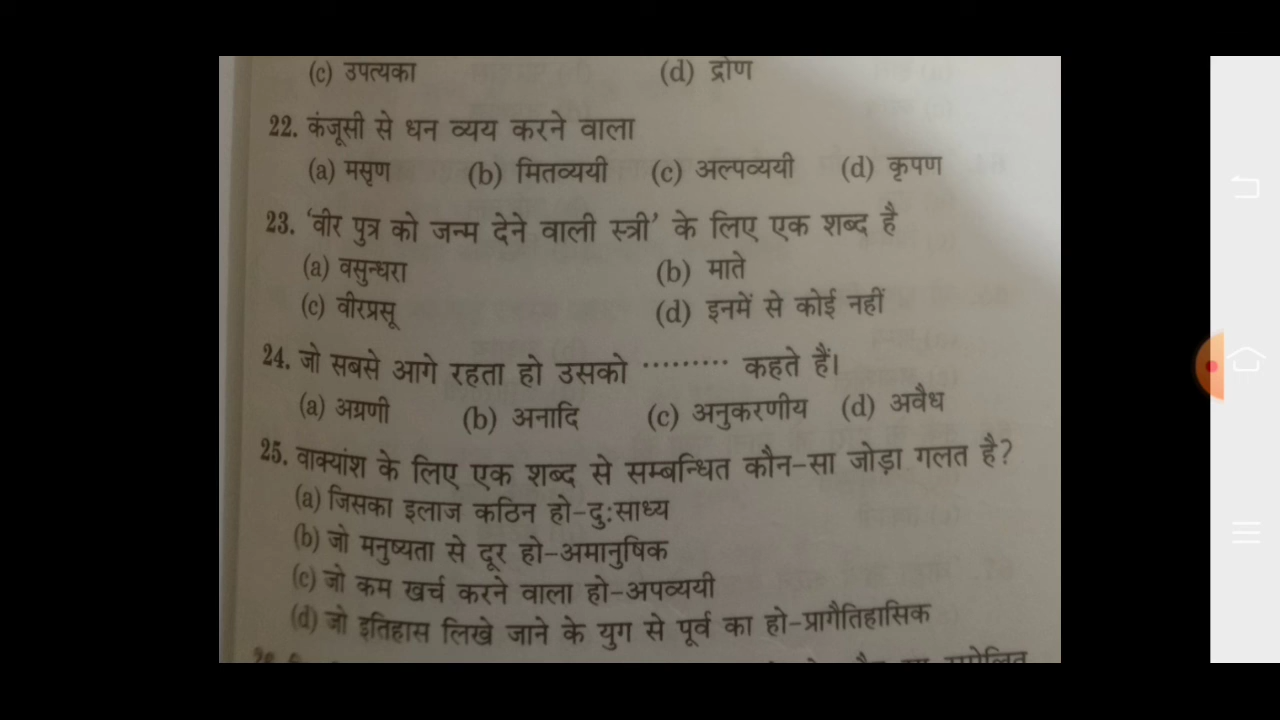 (c) उपत्यका (d) द्रोण
22. कंजूसी से धन व्यय करने वाला
(a) मसृण (b) मितव्ययी (c) अल्पव्ययी (d) कृपण
23. ‘वीर पुत्र को जन्म देने वाली स्त्री’ के लिए एक शब्द है
(a) वसुन्धरा (b) माते
(c) वीरप्रसू (d) इनमें से कोई नहीं
24. जो सबसे आगे रहता हो उसको ········· कहते हैं।
(a) अग्रणी (b) अनादि (c) अनुकरणीय (d) अवैध
25. वाक्यांश के लिए एक शब्द से सम्बन्धित कौन-सा जोड़ा गलत है?
(a) जिसका इलाज कठिन हो-दुःसाध्य
(b) जो मनुष्यता से दूर हो-अमानुषिक
(c) जो कम खर्च करने वाला हो-अपव्ययी
(d) जो इतिहास लिखे जाने के युग से पूर्व का हो-प्रागैतिहासिक